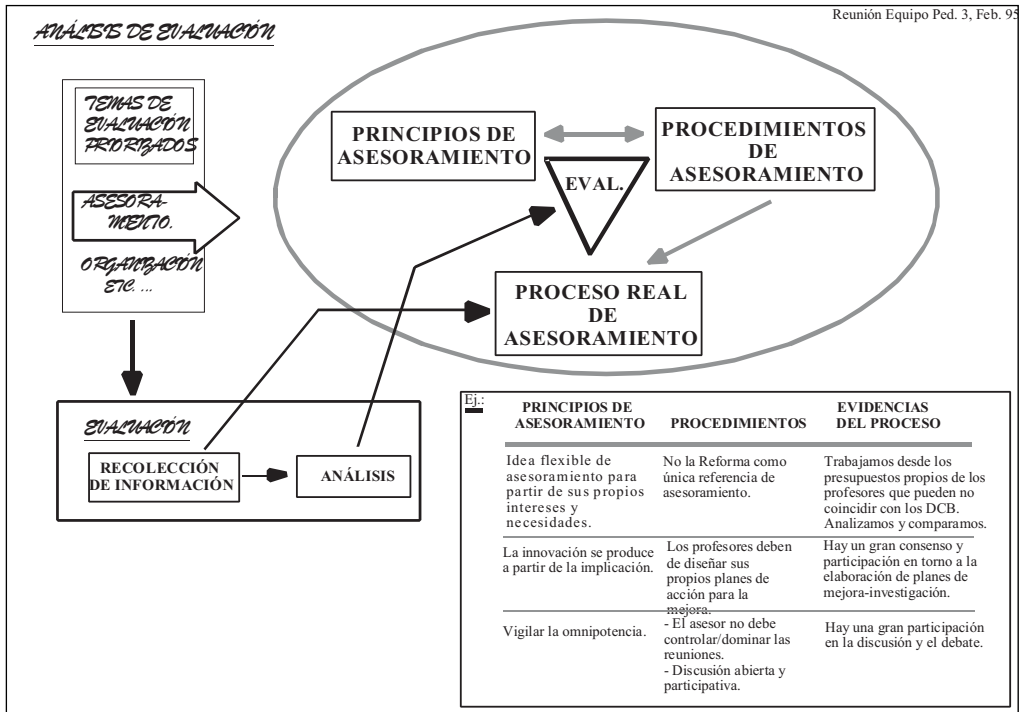 Reunión Equipo Ped. 3, Feb. 95
ANÁLISIS DE EVALUACIÓN
TEMAS DE
EVALUACIÓN
PRIORIZADOS
ASESORA-
MIENTO.
ORGANIZACIÓN
ETC. ...
PRINCIPIOS DE
ASESORAMIENTO
PROCEDIMIENTOS
DE
ASESORAMIENTO
EVAL.
PROCESO REAL
DE
ASESORAMIENTO
EVALUACIÓN
RECOLECCIÓN
DE INFORMACIÓN
ANÁLISIS
Ej.:
PRINCIPIOS DE
ASESORAMIENTO
PROCEDIMIENTOS
EVIDENCIAS
DEL PROCESO
Idea flexible de
asesoramiento para
partir de sus propios
intereses y
necesidades.
No la Reforma como
única referencia de
asesoramiento.
Trabajamos desde los
presupuestos propios de los
profesores que pueden no
coincidir con los DCB.
Analizamos y comparamos.
La innovación se produce
a partir de la implicación.
Los profesores deben
de diseñar sus
propios planes de
acción para la
mejora.
Hay un gran consenso y
participación en torno a la
elaboración de planes de
mejora-investigación.
Vigilar la omnipotencia.
- El asesor no debe
controlar/dominar las
reuniones.
- Discusión abierta y
participativa.
Hay una gran participación
en la discusión y el debate.